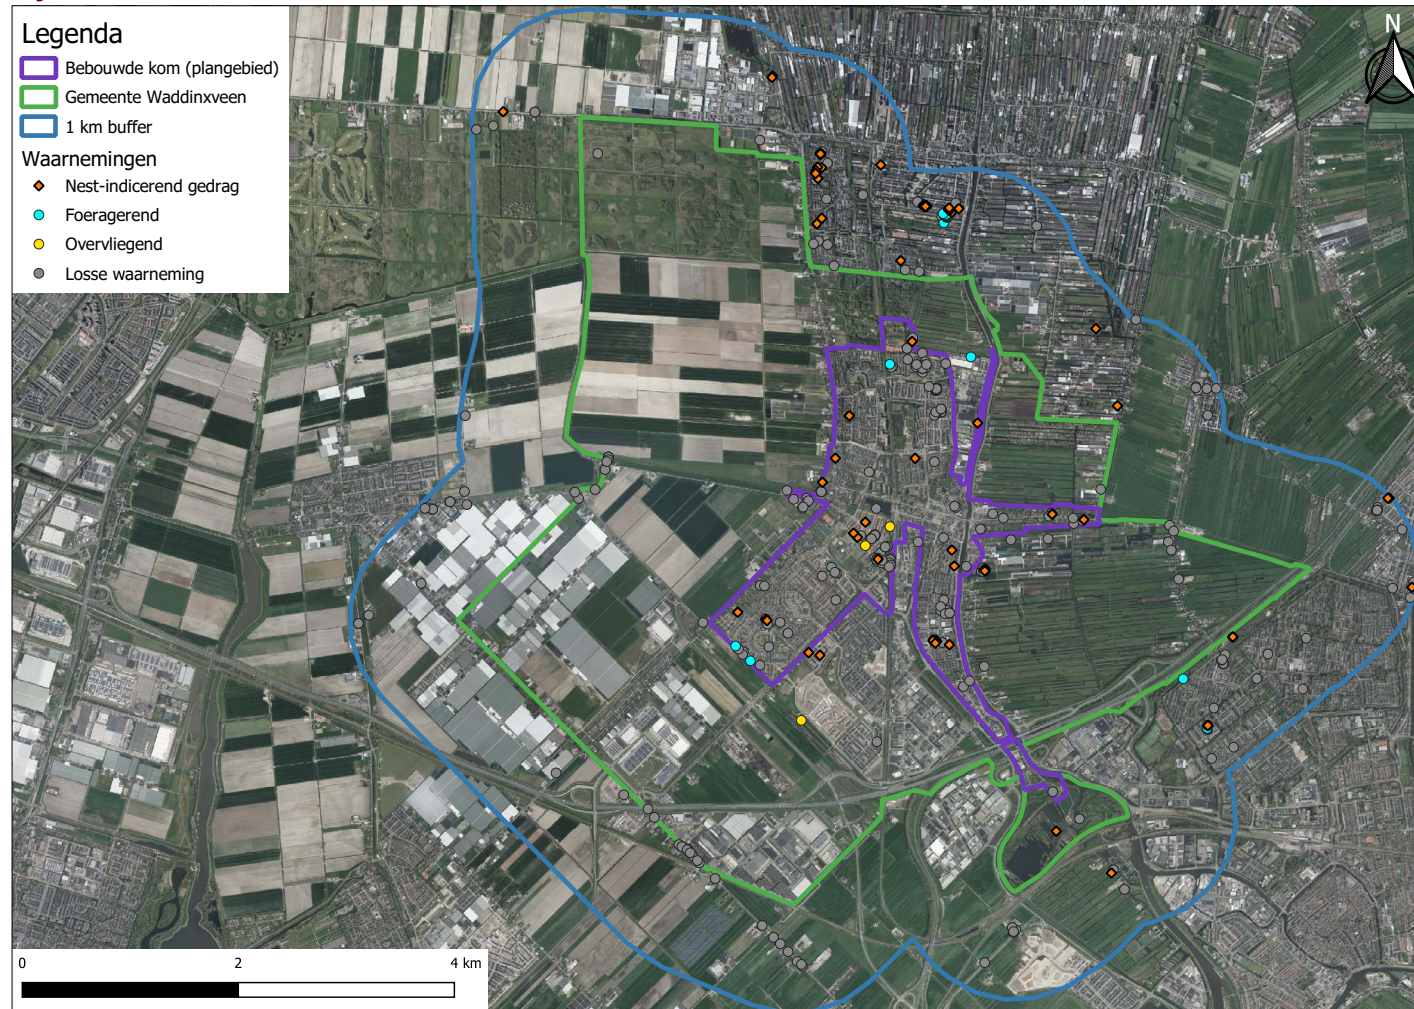 Legenda
Bebouwde kom (plangebied)
Gemeente Waddinxveen
1 km buffer
Waarnemingen
Nest-indicerend gedrag
Foeragerend
Overvliegend
Losse waarneming
N
0 2 4 km